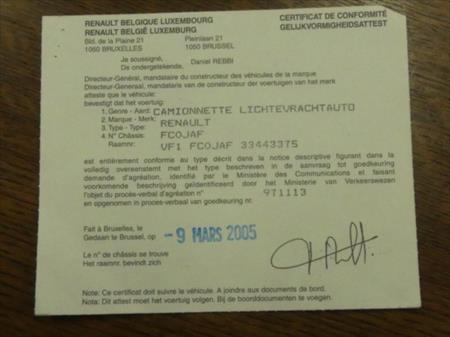 RENAULT BELGIQUE LUXEMBOURG
RENAULT BELGIË LUXEMBURG
Bld. de la Plaine 21 Pleinlaan 21
1050 BRUXELLES 1050 BRUSSEL
CERTIFICAT DE CONFORMITÉ
GELIJKVORMIGHEIDSATTEST
Je soussigné,
De ondergetekende, Daniel REBBI
Directeur-Général, mandataire du constructeur des véhicules de la marque
Directeur-Generaal, mandataris van de constructeur der voertuigen van het merk
atteste que le véhicule:
bevestigt dat het voertuig:
1. Genre - Aard: CAMIONNETTE LICHTEVRACHTAUTO
2. Marque - Merk: RENAULT
3. Type - Type: FC0JAF
4. N° Châssis:
Raamnr: VF1 FC0JAF 33443375
est entièrement conforme au type décrit dans la notice descriptive figurant dans la
volledig overeenstemt met het type beschreven in de aanvraag tot goedkeuring
demande d'agréation, identifié par le Ministère des Communications et faisant
voorkomende beschrijving geïdentificeerd door het Ministerie van Verkeerswezen
l'objet du procès-verbal d'agréation n° 971113
en opgenomen in proces-verbaal van goedkeuring nr.
Fait à Bruxelles, le
Gedaan te Brussel, op - 9 MARS 2005
Le n° de châssis se trouve
Het raamnr. bevindt zich
Note: Ce certificat doit suivre le véhicule. A joindre aux documents de bord.
Nota: Dit attest moet het voertuig volgen. Bij de boorddocumenten te voegen.